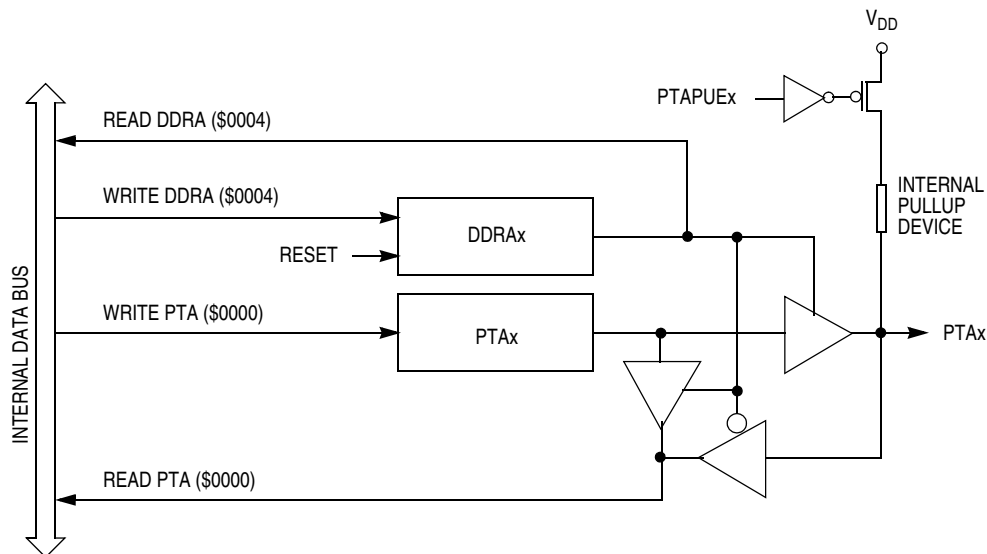 VDD
PTAPUEx
READ DDRA ($0004)
WRITE DDRA ($0004)
INTERNAL
PULLUP
DEVICE
DDRAx
RESET
WRITE PTA ($0000)
PTAx
PTAx
INTERNAL DATA BUS
READ PTA ($0000)